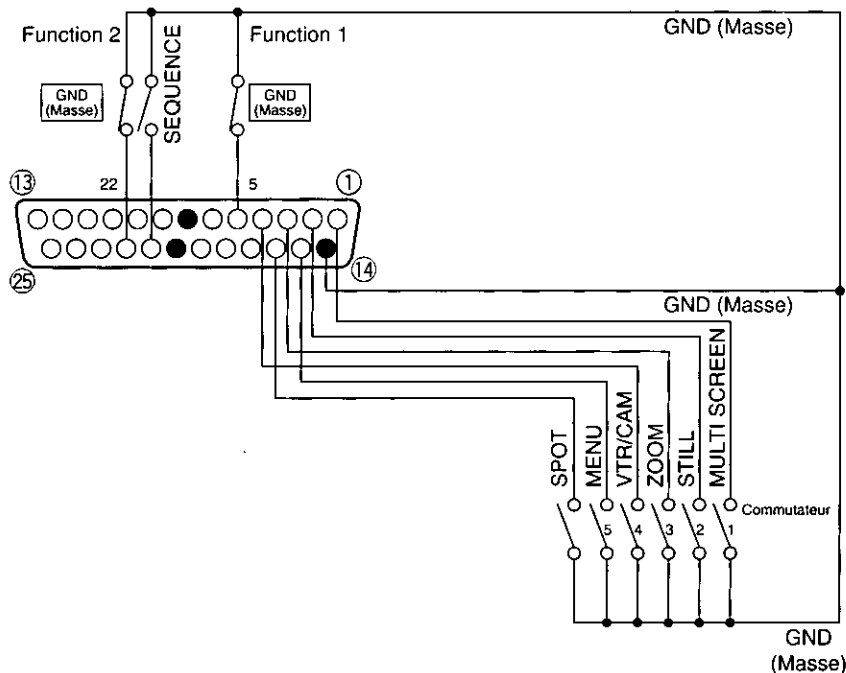 GND (Masse)
Function 2
SEQUENCE
Function 1
GND
(Masse)
GND
(Masse)
13
22
5
1
25
14
GND (Masse)
SPOT
MENU
VTR/CAM
ZOOM
STILL
MULTI SCREEN
Commutateur
5
4
3
2
1
GND
(Masse)